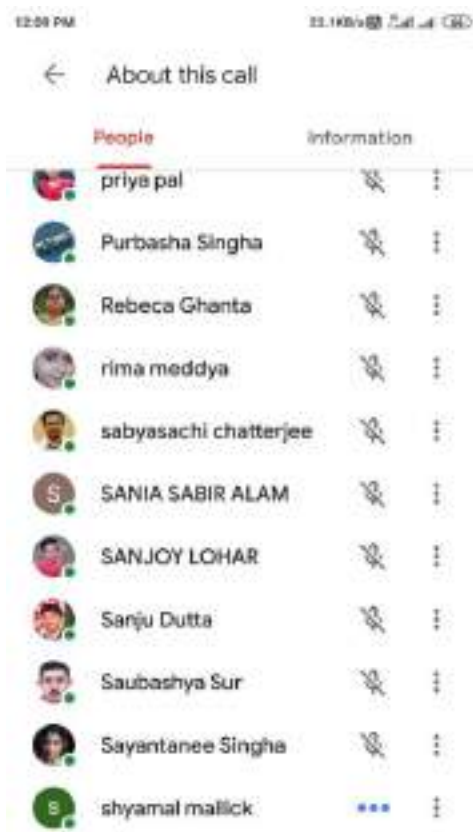 12:09 PM
About this call
People Information
priya pal
Purbasha Singha
Rebeca Ghanta
rima meddya
sabyasachi chatterjee
S SANIA SABIR ALAM
SANJOY LOHAR
Sanju Dutta
Saubashya Sur
Sayantanee Singha
S shyamal mallick